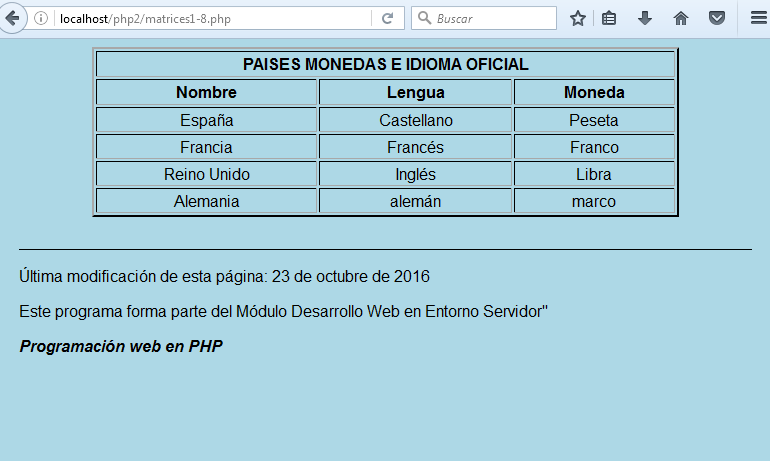 localhost/php2/matrices1-8.php
Buscar
PAISES MONEDAS E IDIOMA OFICIAL
Nombre Lengua Moneda
España Castellano Peseta
Francia Francés Franco
Reino Unido Inglés Libra
Alemania alemán marco
Última modificación de esta página: 23 de octubre de 2016
Este programa forma parte del Módulo Desarrollo Web en Entorno Servidor"
Programación web en PHP